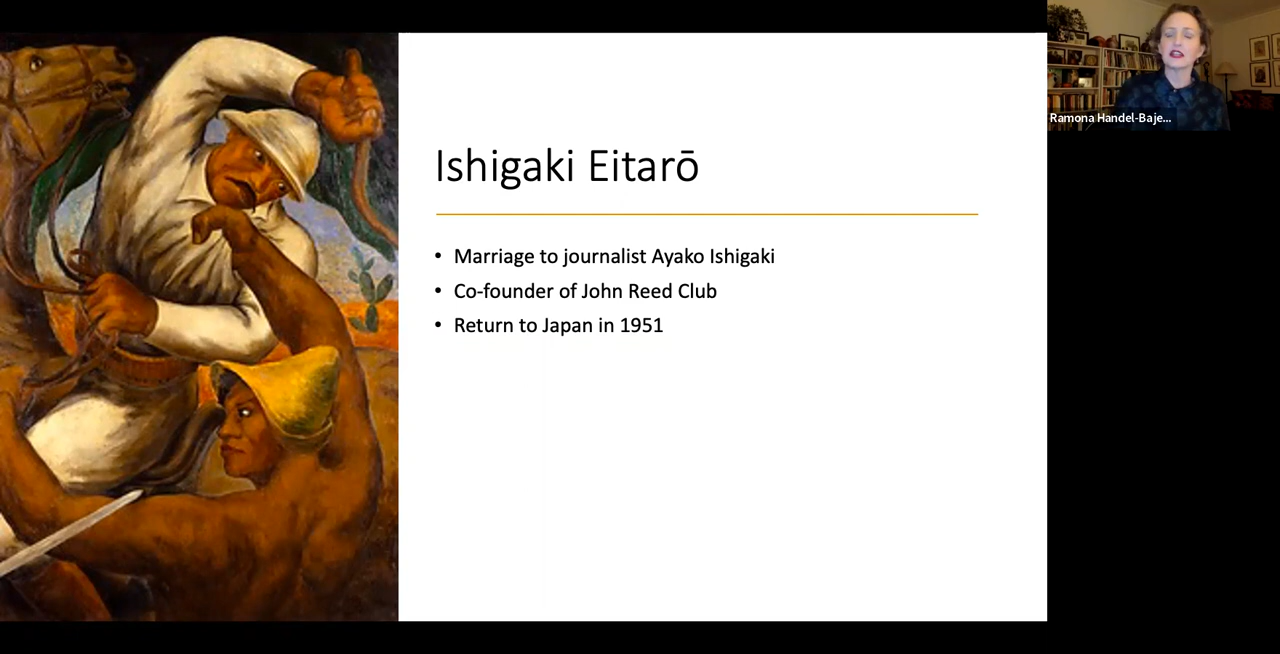 Ishigaki Eitarō
• Marriage to journalist Ayako Ishigaki
• Co-founder of John Reed Club
• Return to Japan in 1951
Ramona Handel-Baje...